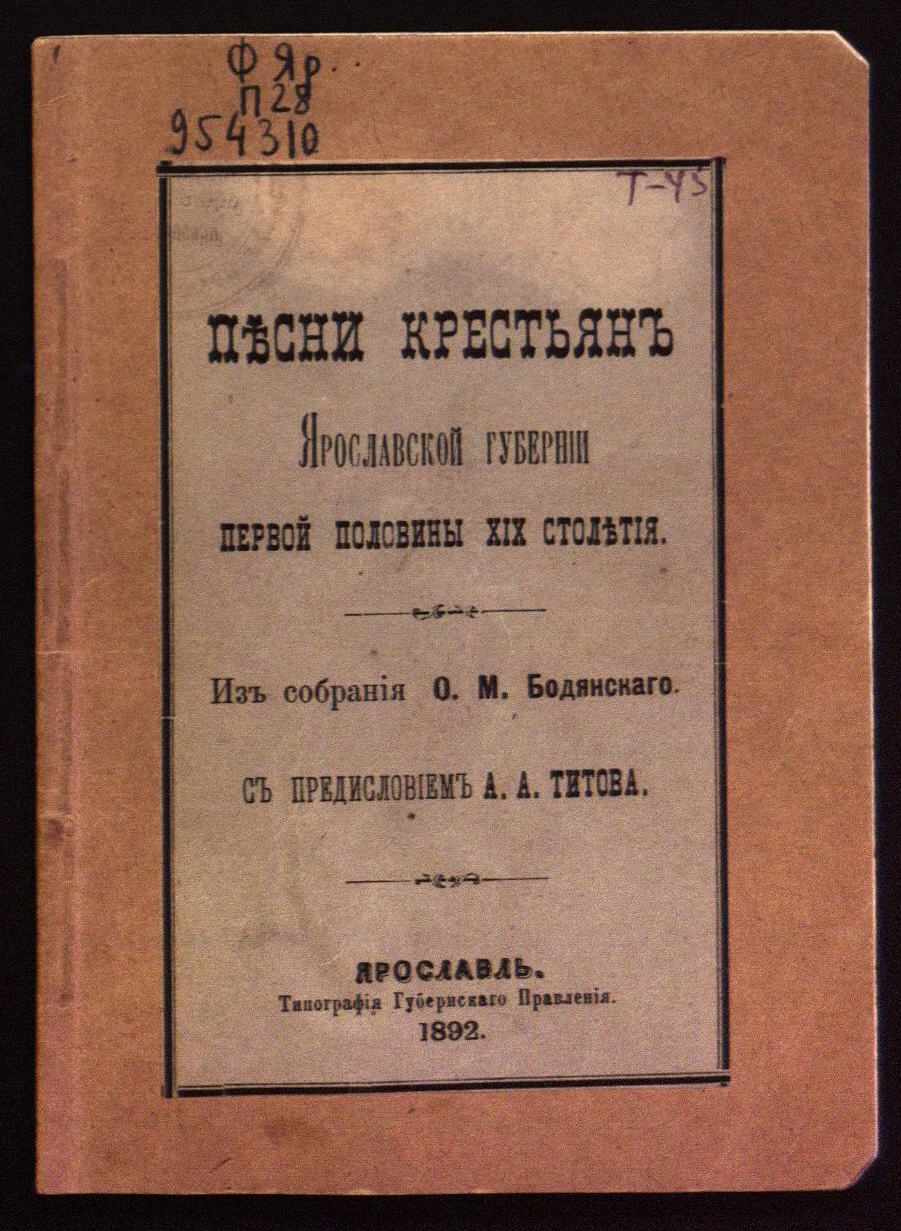 Ф Яр.
П28
954310
Т-45
ПѢСНИ КРЕСТЬЯНЪ
ЯРОСЛАВСКОЙ ГУБЕРНІИ
ПЕРВОЙ ПОЛОВИНЫ XIX СТОЛѢТІЯ.
Изъ собранія О. М. Бодянскаго.
СЪ ПРЕДИСЛОВІЕМЪ А. А. ТИТОВА.
ЯРОСЛАВЛЬ.
Типографія Губернскаго Правленія.
1892.